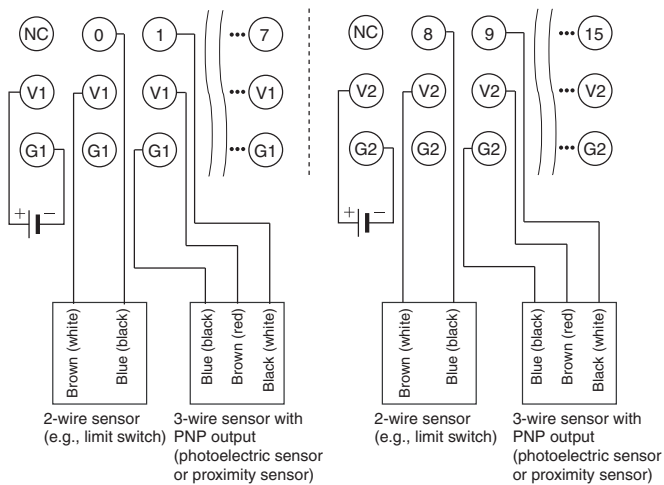 NC 0 1 ••• 7 NC 8 9 ••• 15
V1 V1 V1 ••• V1 V2 V2 V2 ••• V2
G1 G1 G1 ••• G1 G2 G2 G2 ••• G2
+ − + −
Brown (white)
Blue (black)
Blue (black)
Brown (red)
Black (white)
Brown (white)
Blue (black)
Blue (black)
Brown (red)
Black (white)
2-wire sensor
(e.g., limit switch)
3-wire sensor with
PNP output
(photoelectric sensor
or proximity sensor)
2-wire sensor
(e.g., limit switch)
3-wire sensor with
PNP output
(photoelectric sensor
or proximity sensor)